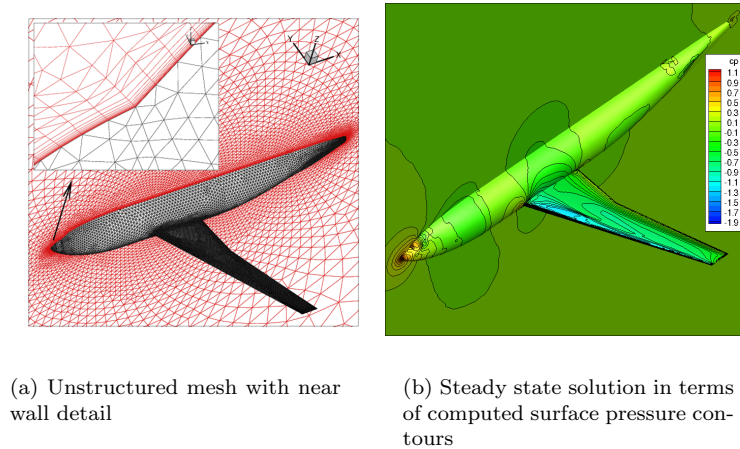 Y
Z
X
cp
1.1
0.9
0.7
0.5
0.3
0.1
-0.1
-0.3
-0.5
-0.7
-0.9
-1.1
-1.3
-1.5
-1.7
-1.9
(a) Unstructured mesh with near
wall detail
(b) Steady state solution in terms
of computed surface pressure con-
tours